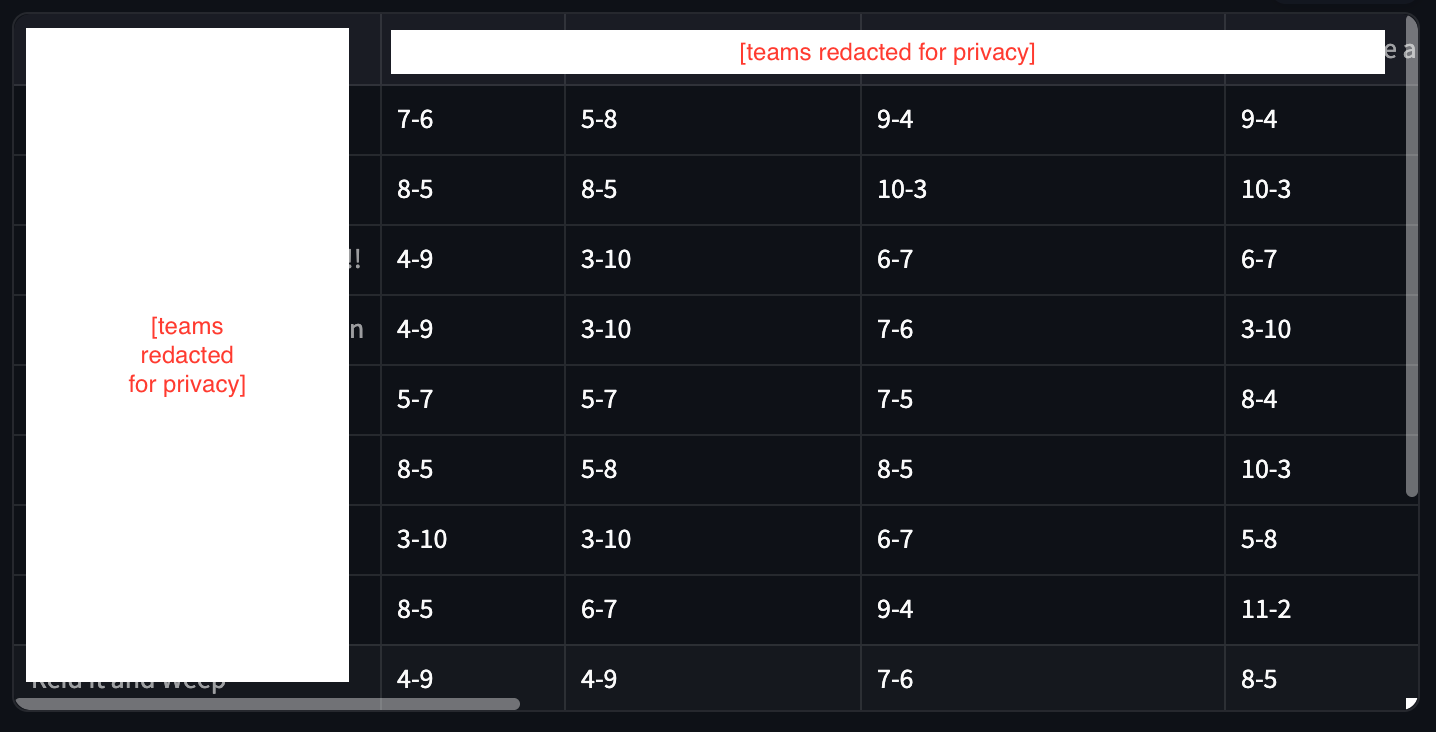 [teams redacted for privacy] e a
7-6 5-8 9-4 9-4
8-5 8-5 10-3 10-3
!! 4-9 3-10 6-7 6-7
[teams
n 4-9 3-10 7-6 3-10
redacted
for privacy]
5-7 5-7 7-5 8-4
8-5 5-8 8-5 10-3
3-10 3-10 6-7 5-8
8-5 6-7 9-4 11-2
Reid It and Weep 4-9 4-9 7-6 8-5